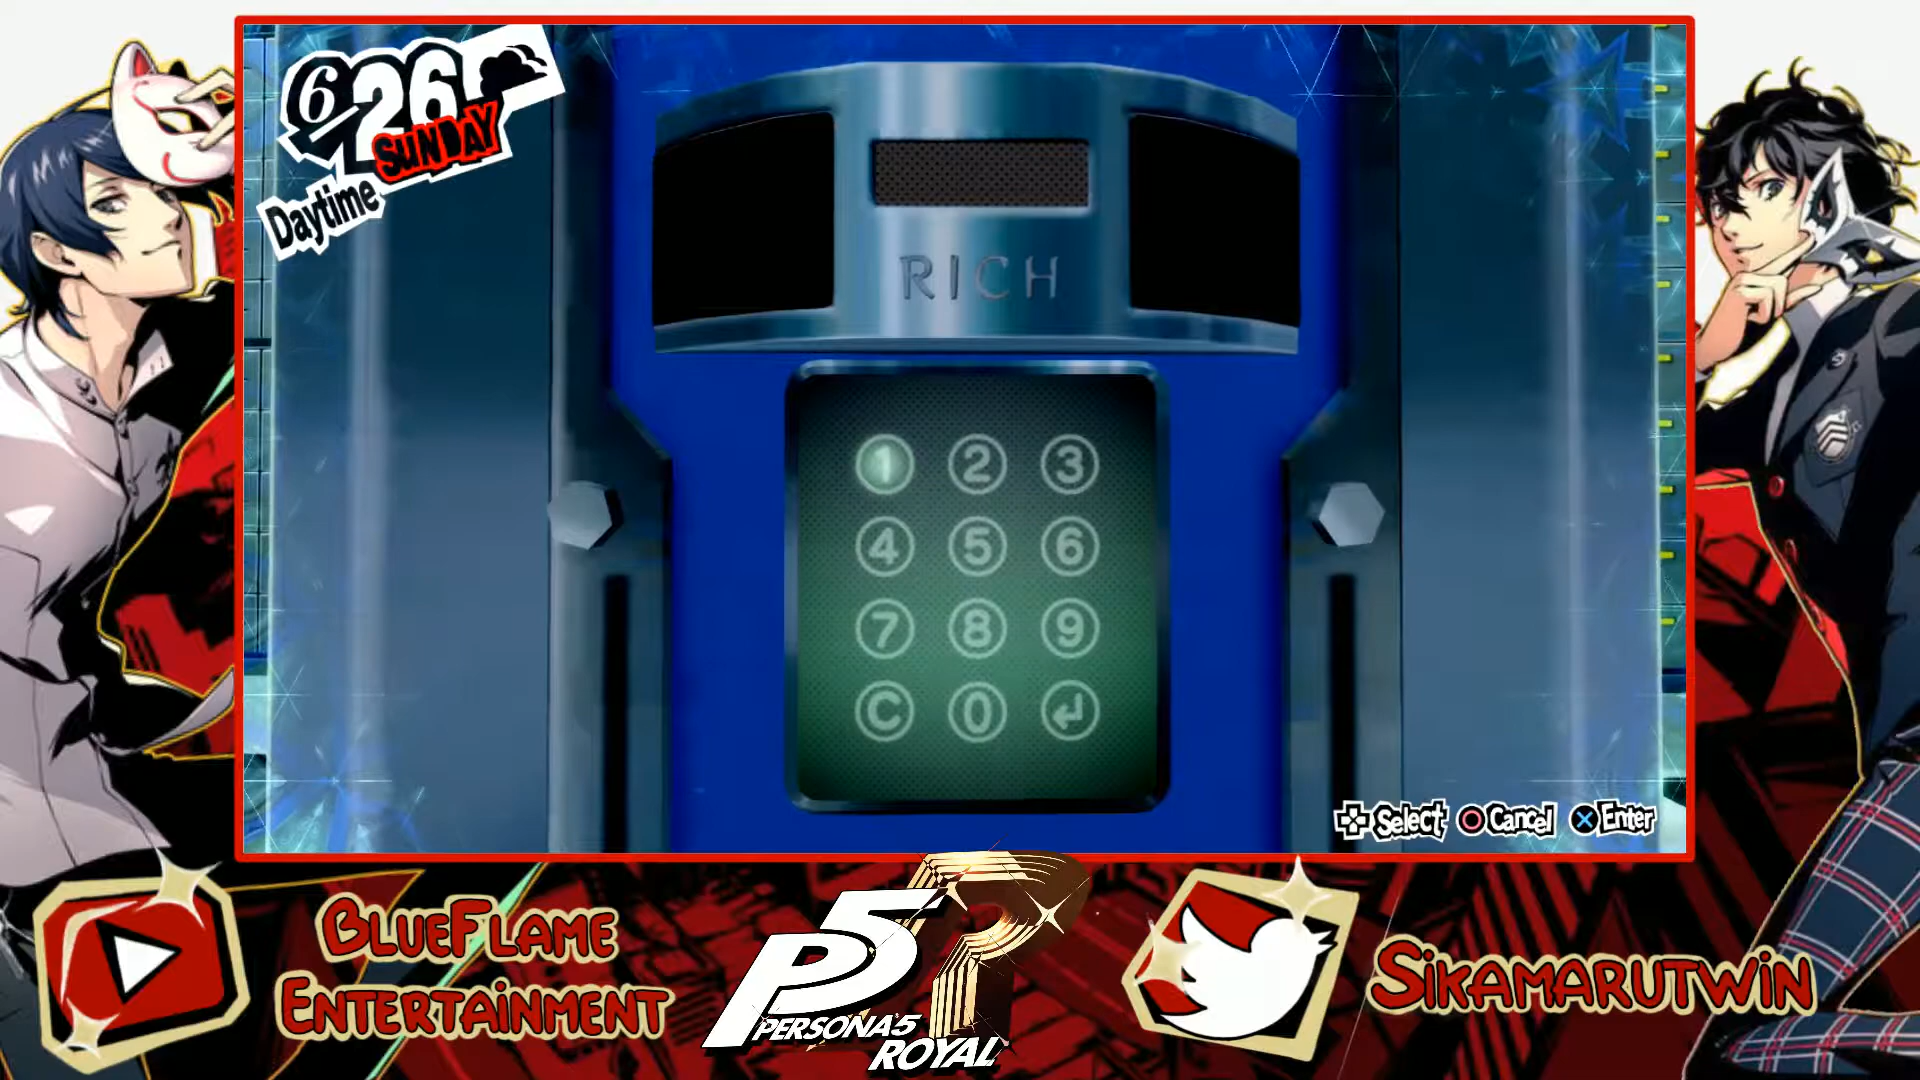 6/26
SUNDAY
Daytime
RICH
1 2 3
4 5 6
7 8 9
C 0 ↵
Select Cancel Enter
BLUEFLAME
ENTERTAINMENT
P5R
PERSONA5
ROYAL
SIKAMARUTWIN